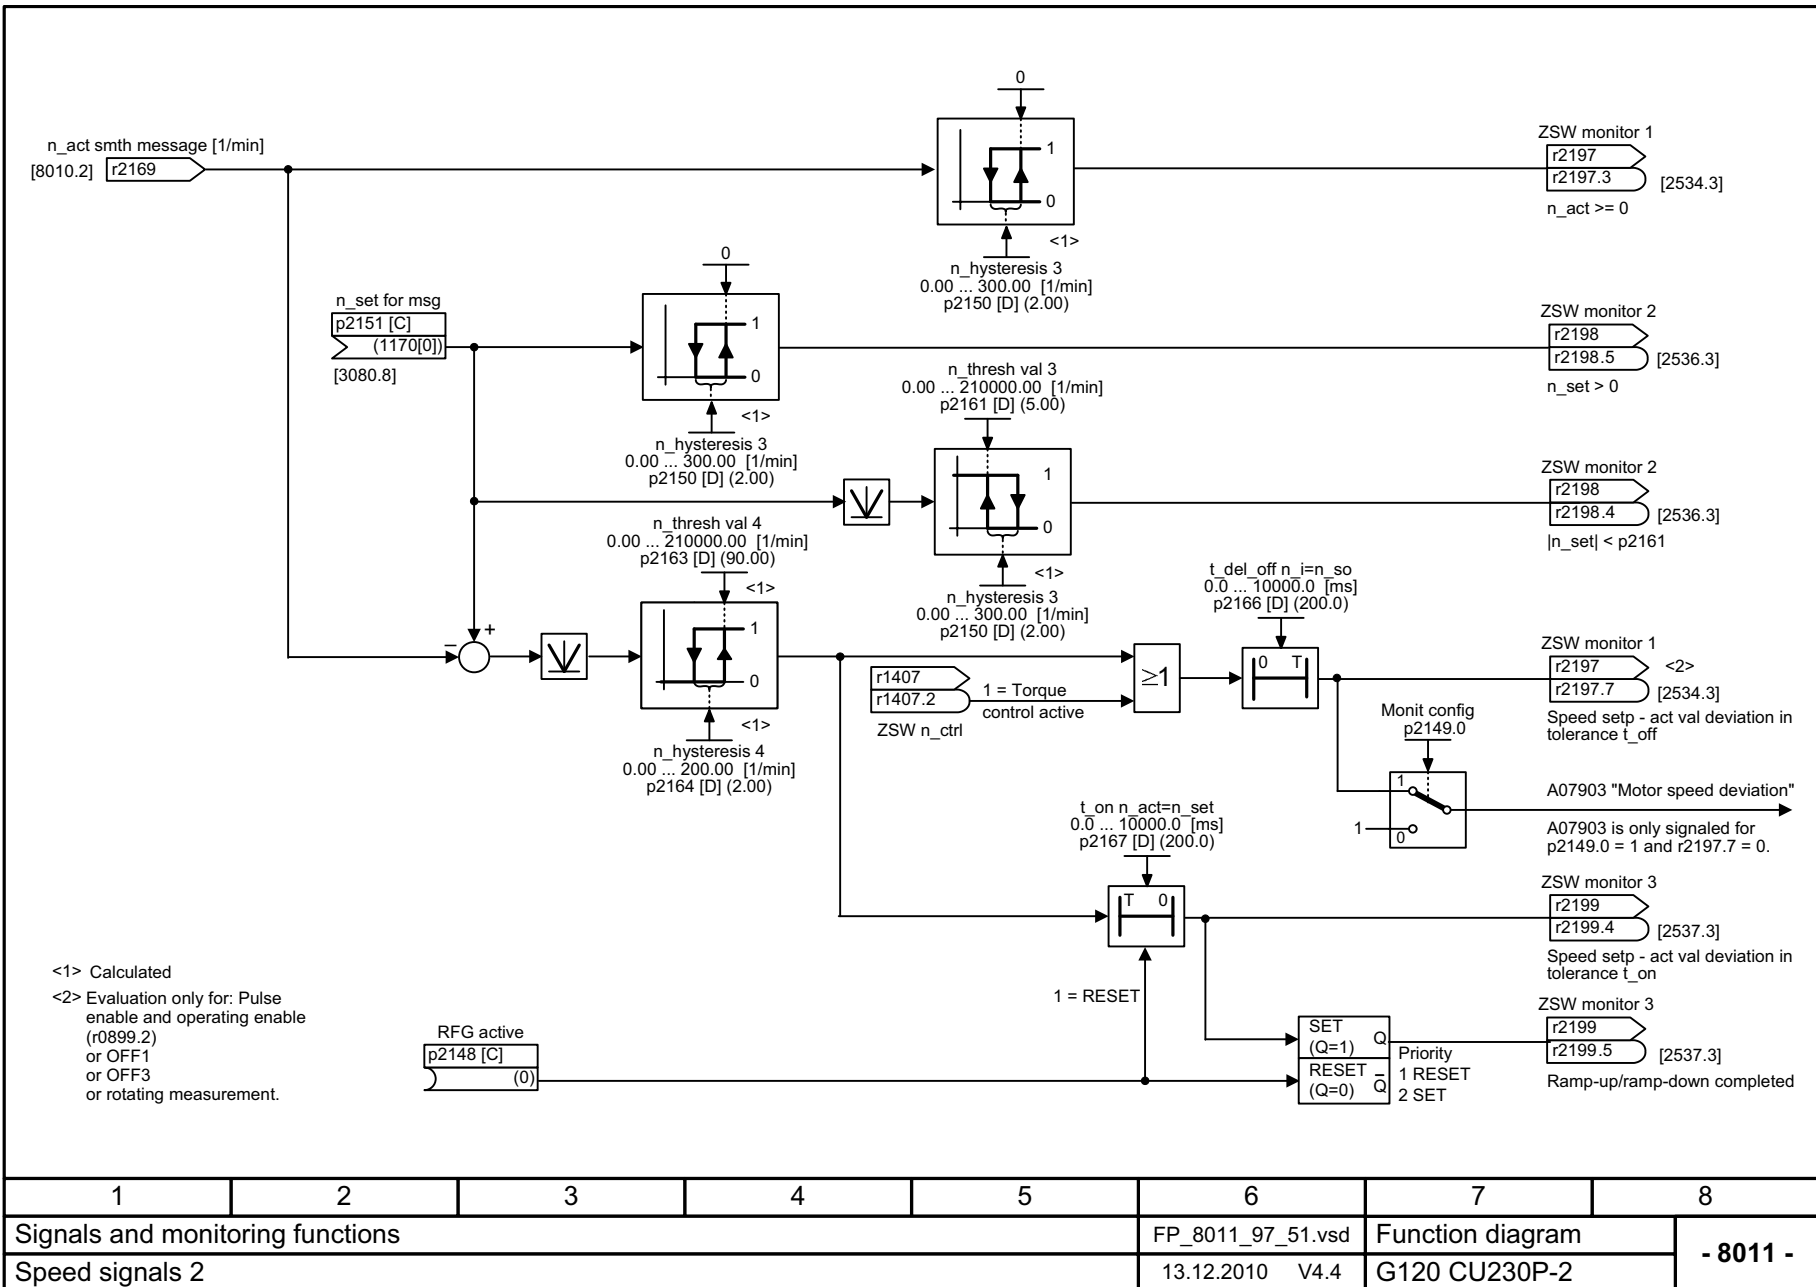 0
n_act smth message [1/min]
[8010.2]
r2169
1
0
<1>
n_hysteresis 3
0.00 ... 300.00 [1/min]
p2150 [D] (2.00)
ZSW monitor 1
r2197
r2197.3
[2534.3]
n_act >= 0
n_set for msg
p2151 [C]
(1170[0])
[3080.8]
0
1
0
<1>
n_hysteresis 3
0.00 ... 300.00 [1/min]
p2150 [D] (2.00)
ZSW monitor 2
r2198
r2198.5
[2536.3]
n_set > 0
n_thresh val 3
0.00 ... 210000.00 [1/min]
p2161 [D] (5.00)
1
0
<1>
n_hysteresis 3
0.00 ... 300.00 [1/min]
p2150 [D] (2.00)
ZSW monitor 2
r2198
r2198.4
[2536.3]
|n_set| < p2161
n_thresh val 4
0.00 ... 210000.00 [1/min]
p2163 [D] (90.00)
<1>
+
–
1
0
<1>
n_hysteresis 4
0.00 ... 200.00 [1/min]
p2164 [D] (2.00)
r1407
r1407.2
ZSW n_ctrl
1 = Torque
control active
≥1
t_del_off n_i=n_so
0.0 ... 10000.0 [ms]
p2166 [D] (200.0)
0 T
ZSW monitor 1
r2197
<2>
r2197.7
[2534.3]
Speed setp - act val deviation in
tolerance t_off
Monit config
p2149.0
1
1
0
A07903 "Motor speed deviation"
A07903 is only signaled for
p2149.0 = 1 and r2197.7 = 0.
t_on n_act=n_set
0.0 ... 10000.0 [ms]
p2167 [D] (200.0)
T 0
1 = RESET
ZSW monitor 3
r2199
r2199.4
[2537.3]
Speed setp - act val deviation in
tolerance t_on
<1> Calculated
<2> Evaluation only for: Pulse
enable and operating enable
(r0899.2)
or OFF1
or OFF3
or rotating measurement.
RFG active
p2148 [C]
(0)
SET
(Q=1)
Q
RESET
(Q=0)
Q̅
Priority
1 RESET
2 SET
ZSW monitor 3
r2199
r2199.5
[2537.3]
Ramp-up/ramp-down completed
1 2 3 4 5 6 7 8
Signals and monitoring functions
FP_8011_97_51.vsd
Function diagram
- 8011 -
Speed signals 2
13.12.2010 V4.4
G120 CU230P-2